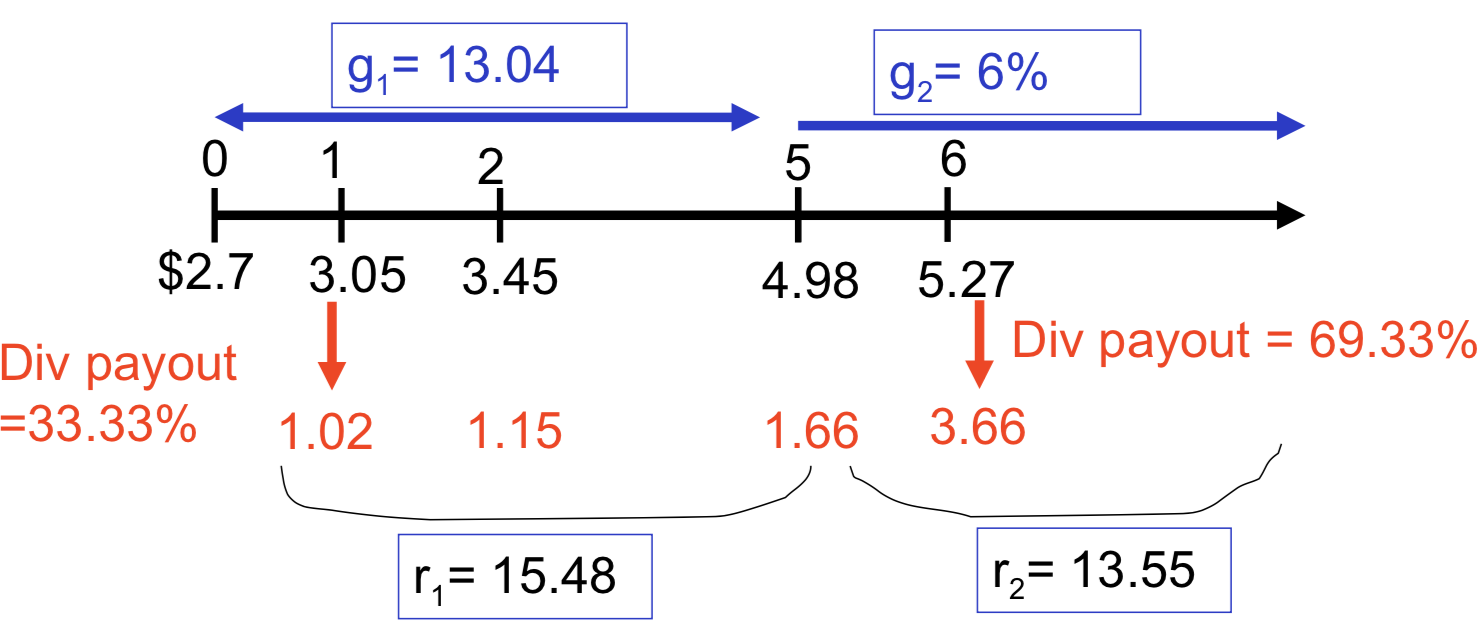 g₁= 13.04
g₂= 6%
0 1 2 5 6
$2.7 3.05 3.45 4.98 5.27
Div payout
=33.33%
Div payout = 69.33%
1.02 1.15 1.66 3.66
r₁= 15.48
r₂= 13.55